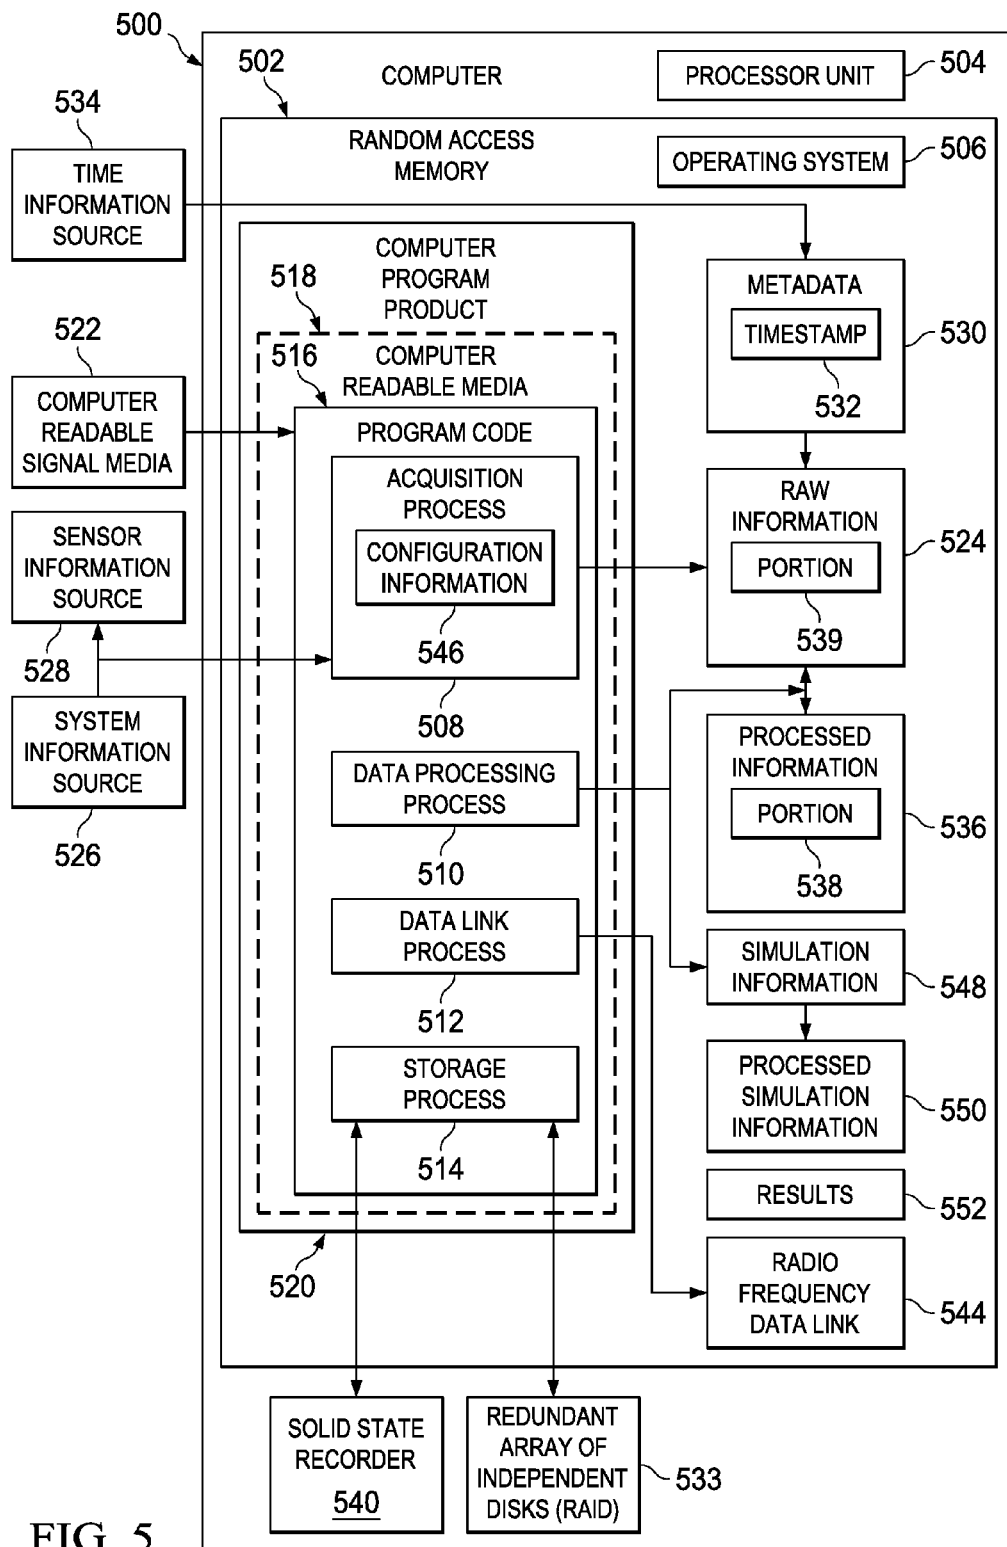 500
502
COMPUTER
PROCESSOR UNIT
504
534
TIME
INFORMATION
SOURCE
RANDOM ACCESS
MEMORY
OPERATING SYSTEM
506
COMPUTER
PROGRAM
PRODUCT
518
METADATA
TIMESTAMP
532
530
522
COMPUTER
READABLE
SIGNAL MEDIA
516
COMPUTER
READABLE MEDIA
PROGRAM CODE
ACQUISITION
PROCESS
CONFIGURATION
INFORMATION
546
508
RAW
INFORMATION
PORTION
539
524
SENSOR
INFORMATION
SOURCE
528
SYSTEM
INFORMATION
SOURCE
526
DATA PROCESSING
PROCESS
510
PROCESSED
INFORMATION
PORTION
538
536
DATA LINK
PROCESS
512
SIMULATION
INFORMATION
548
STORAGE
PROCESS
514
PROCESSED
SIMULATION
INFORMATION
550
RESULTS
552
520
RADIO
FREQUENCY
DATA LINK
544
SOLID STATE
RECORDER
540
REDUNDANT
ARRAY OF
INDEPENDENT
DISKS (RAID)
533
FIG. 5